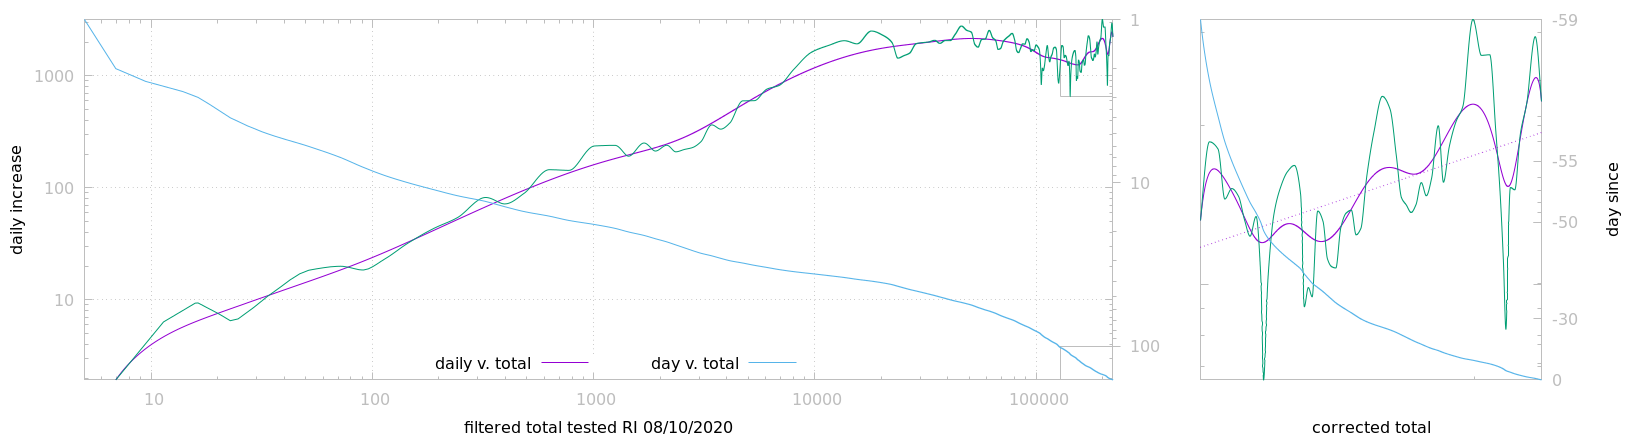 daily increase
1000
100
10
10
100
1000
10000
100000
1
10
100
daily v. total
day v. total
filtered total tested RI 08/10/2020
-59
-55
-50
-30
0
day since
corrected total